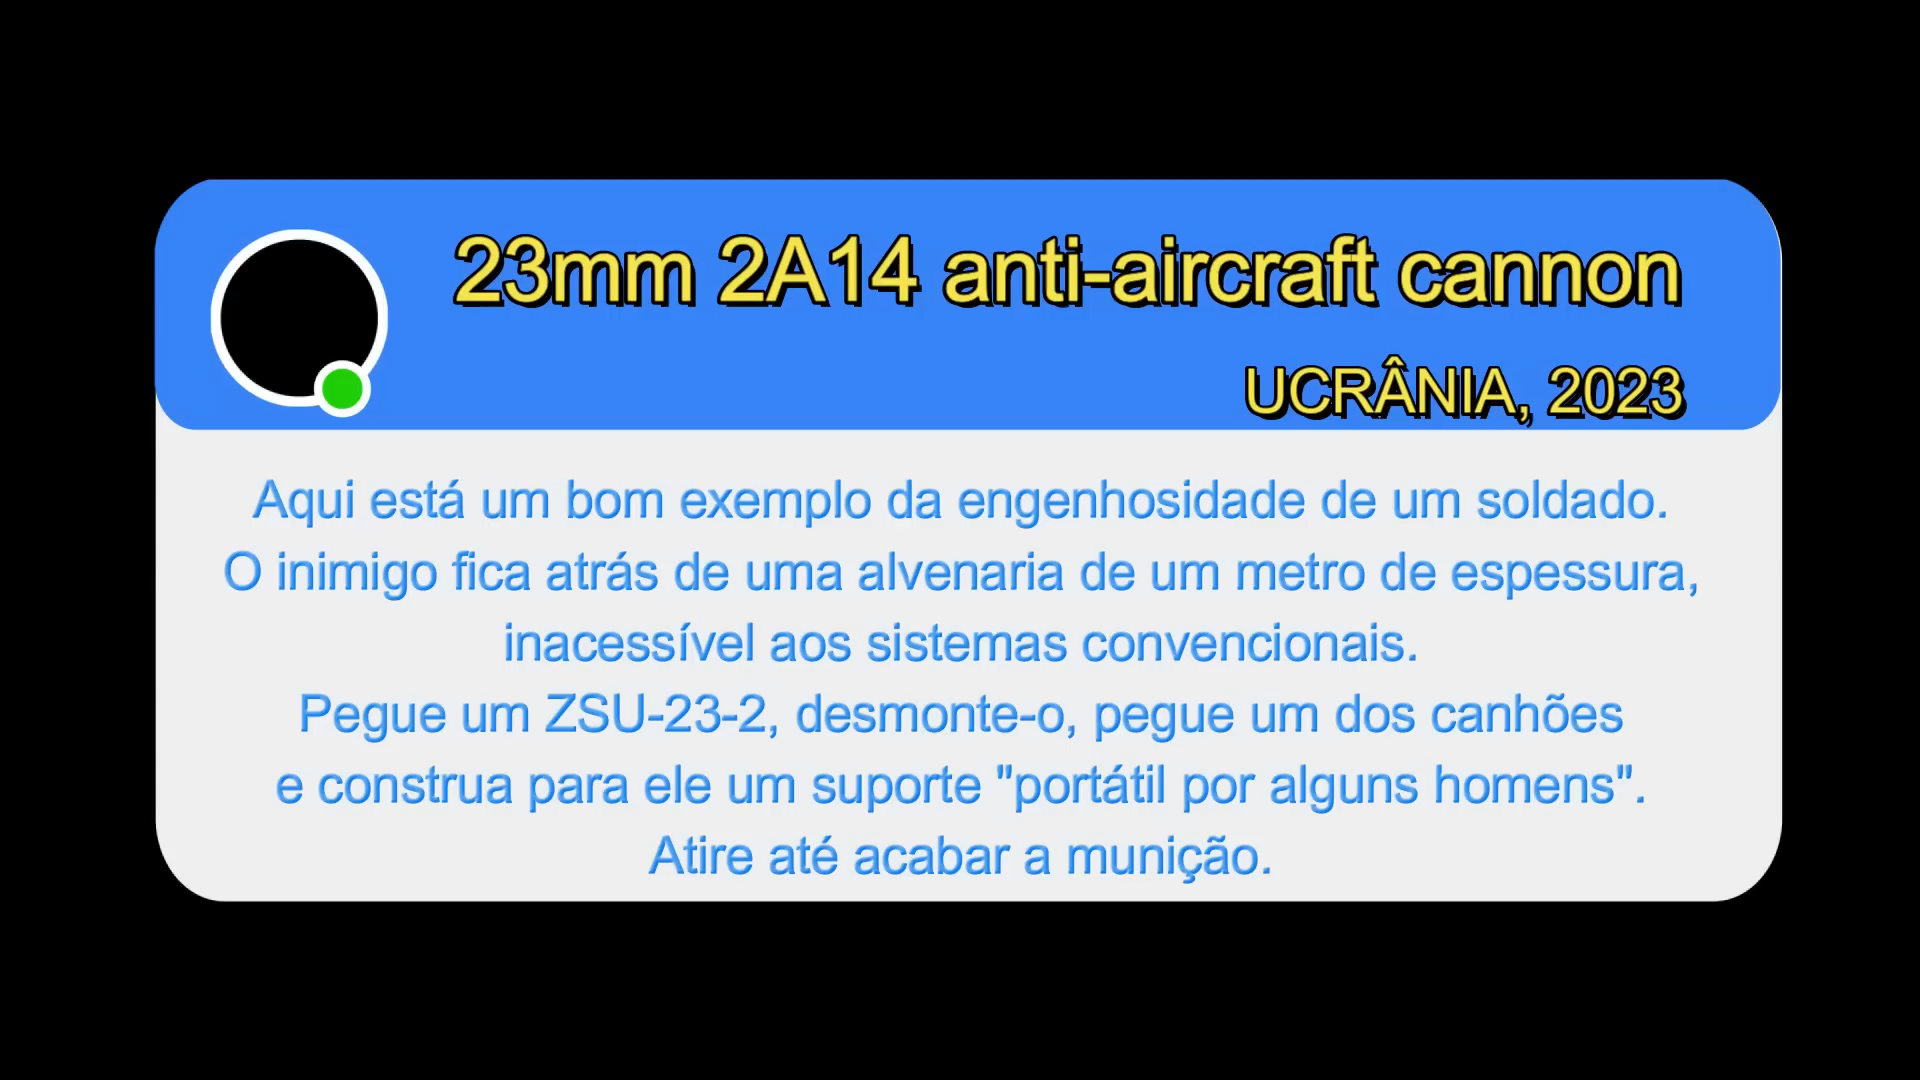 23mm 2A14 anti-aircraft cannon
UCRÂNIA, 2023
Aqui está um bom exemplo da engenhosidade de um soldado.
O inimigo fica atrás de uma alvenaria de um metro de espessura,
inacessível aos sistemas convencionais.
Pegue um ZSU-23-2, desmonte-o, pegue um dos canhões
e construa para ele um suporte "portátil por alguns homens".
Atire até acabar a munição.